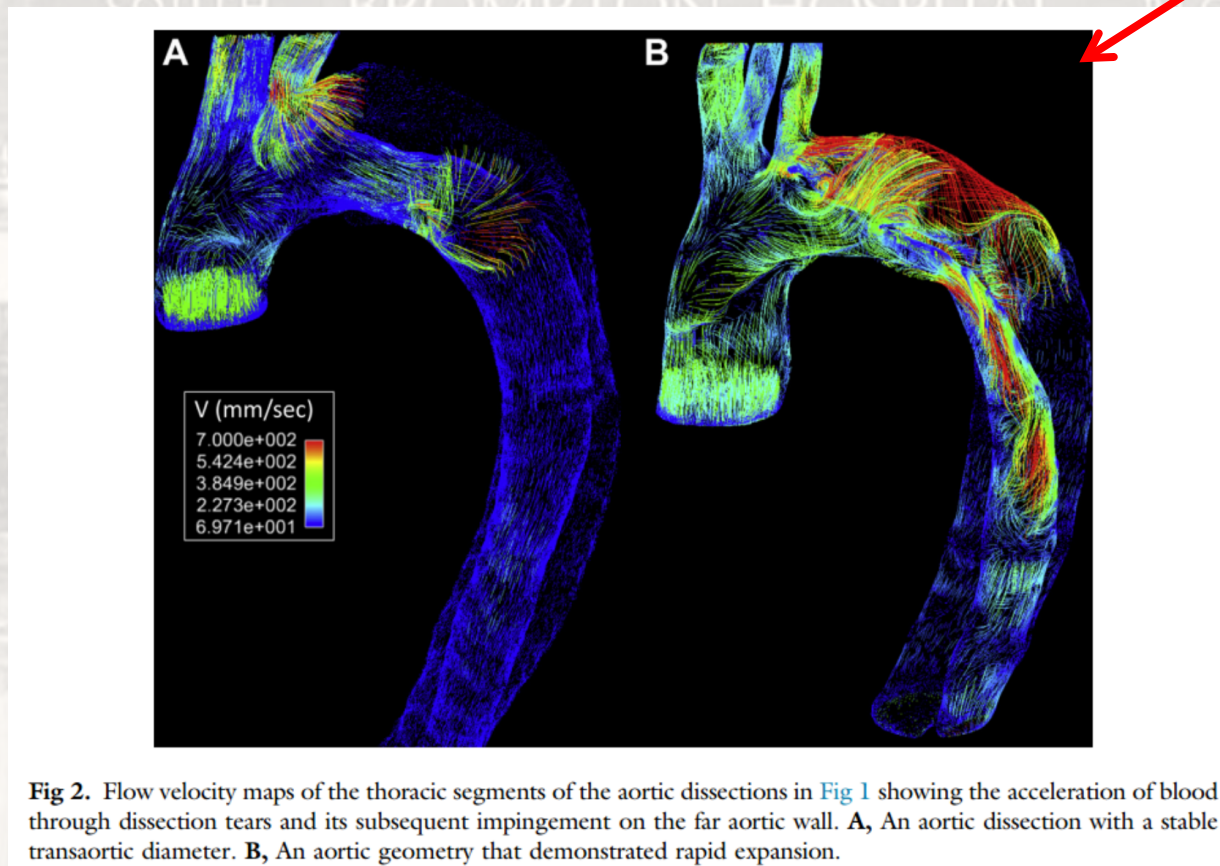 BROMPTON HOSPITAL
A
B
V (mm/sec)
7.000e+002
5.424e+002
3.849e+002
2.273e+002
6.971e+001
Fig 2. Flow velocity maps of the thoracic segments of the aortic dissections in Fig 1 showing the acceleration of blood
through dissection tears and its subsequent impingement on the far aortic wall. A, An aortic dissection with a stable
transaortic diameter. B, An aortic geometry that demonstrated rapid expansion.